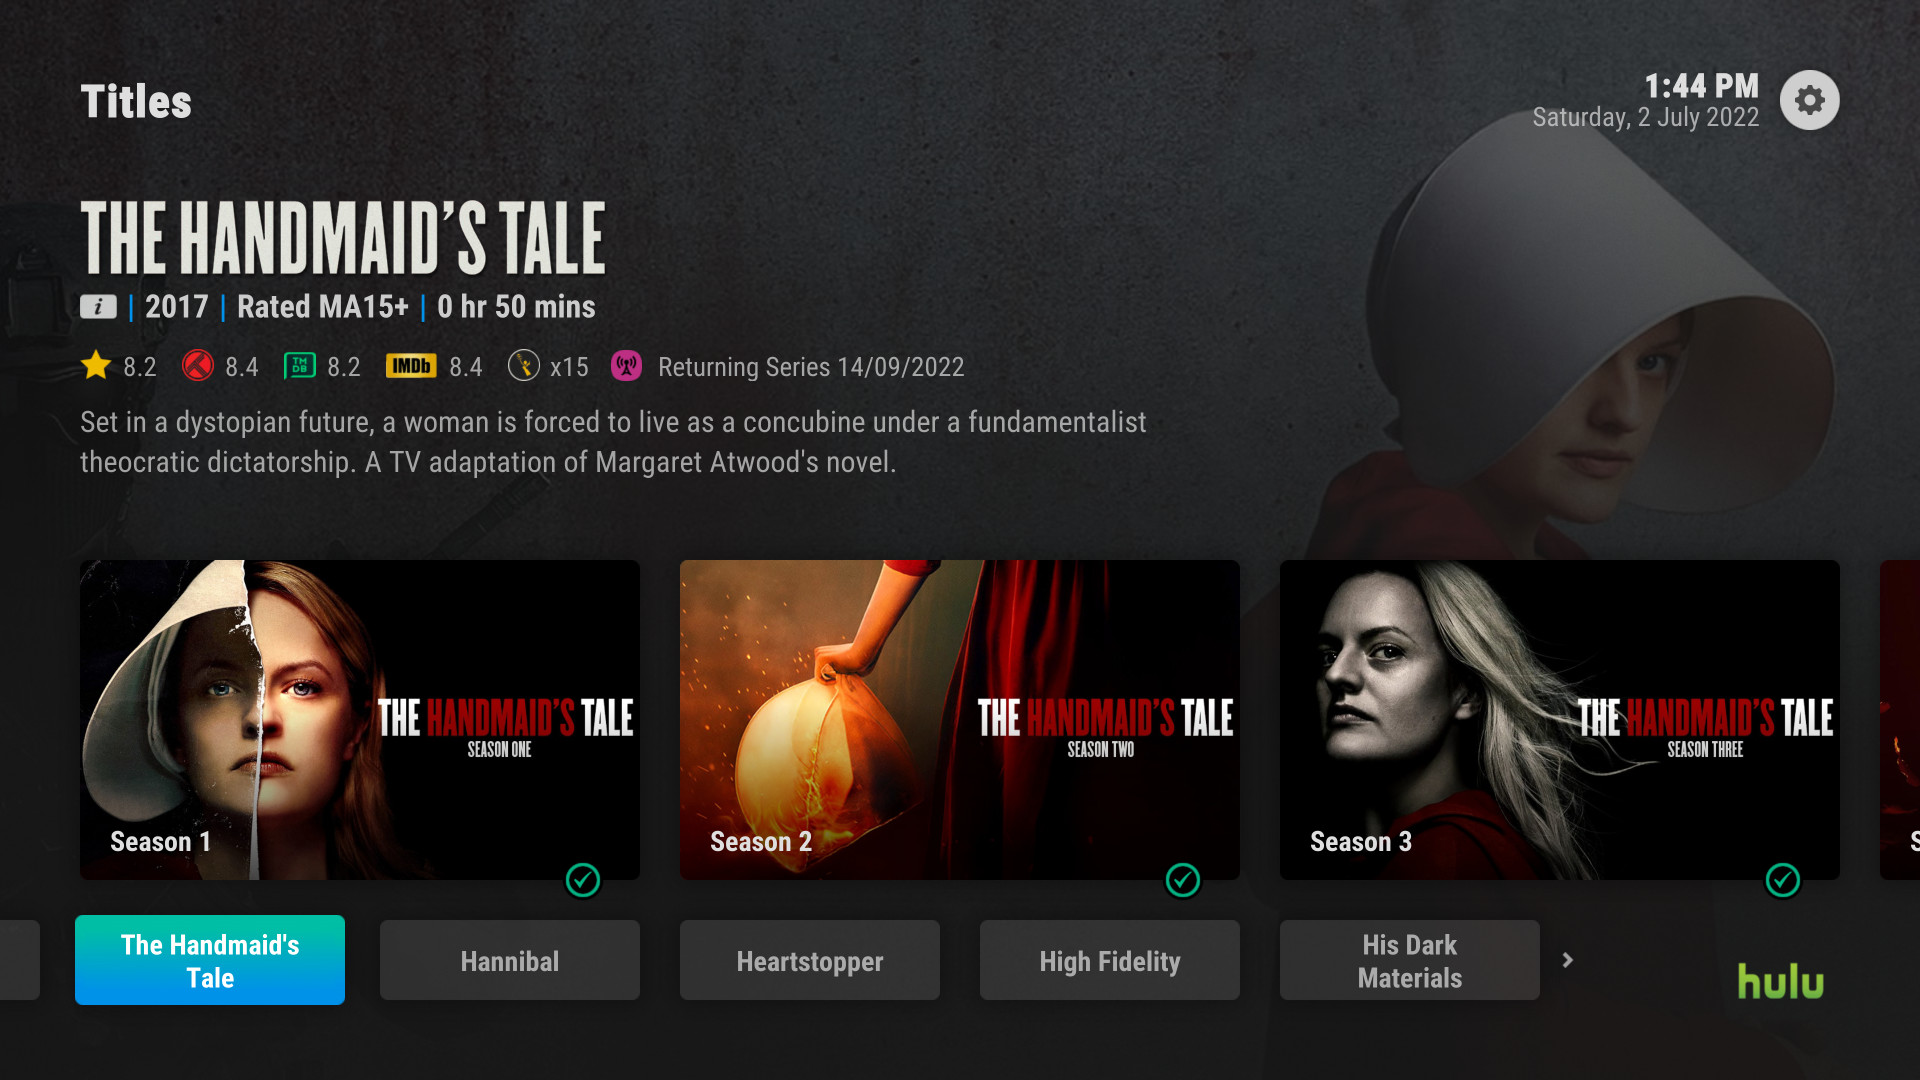 Titles
1:44 PM
Saturday, 2 July 2022
THE HANDMAID'S TALE
i | 2017 | Rated MA15+ | 0 hr 50 mins
8.2 8.4 TMDB 8.2 IMDb 8.4 x15 Returning Series 14/09/2022
Set in a dystopian future, a woman is forced to live as a concubine under a fundamentalist
theocratic dictatorship. A TV adaptation of Margaret Atwood's novel.
THE HANDMAID'S TALE
SEASON ONE
Season 1
THE HANDMAID'S TALE
SEASON TWO
Season 2
THE HANDMAID'S TALE
SEASON THREE
Season 3
S
The Handmaid's
Tale
Hannibal
Heartstopper
High Fidelity
His Dark
Materials
hulu